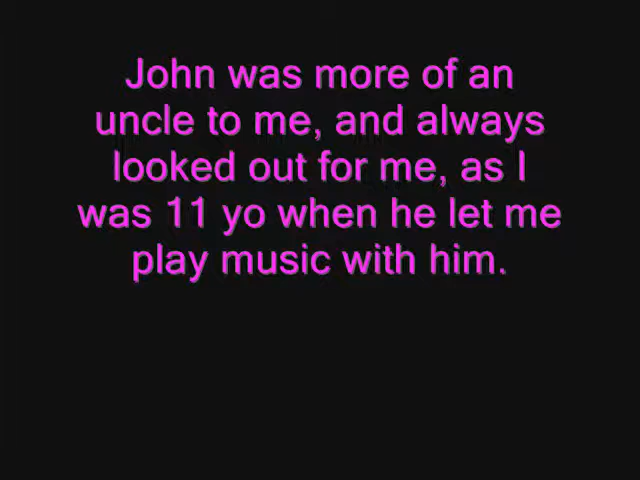 John was more of an
uncle to me, and always
looked out for me, as I
was 11 yo when he let me
play music with him.